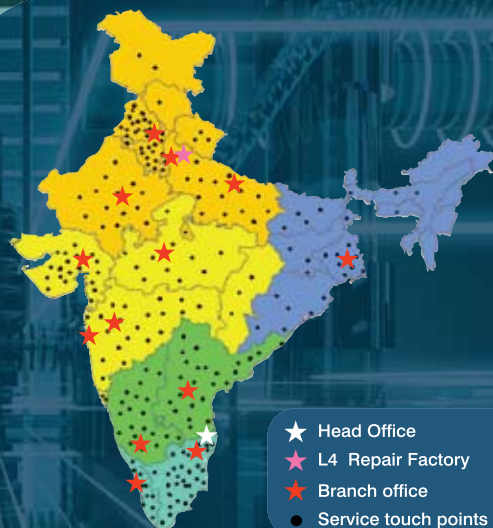 Head Office
L4 Repair Factory
Branch office
Service touch points